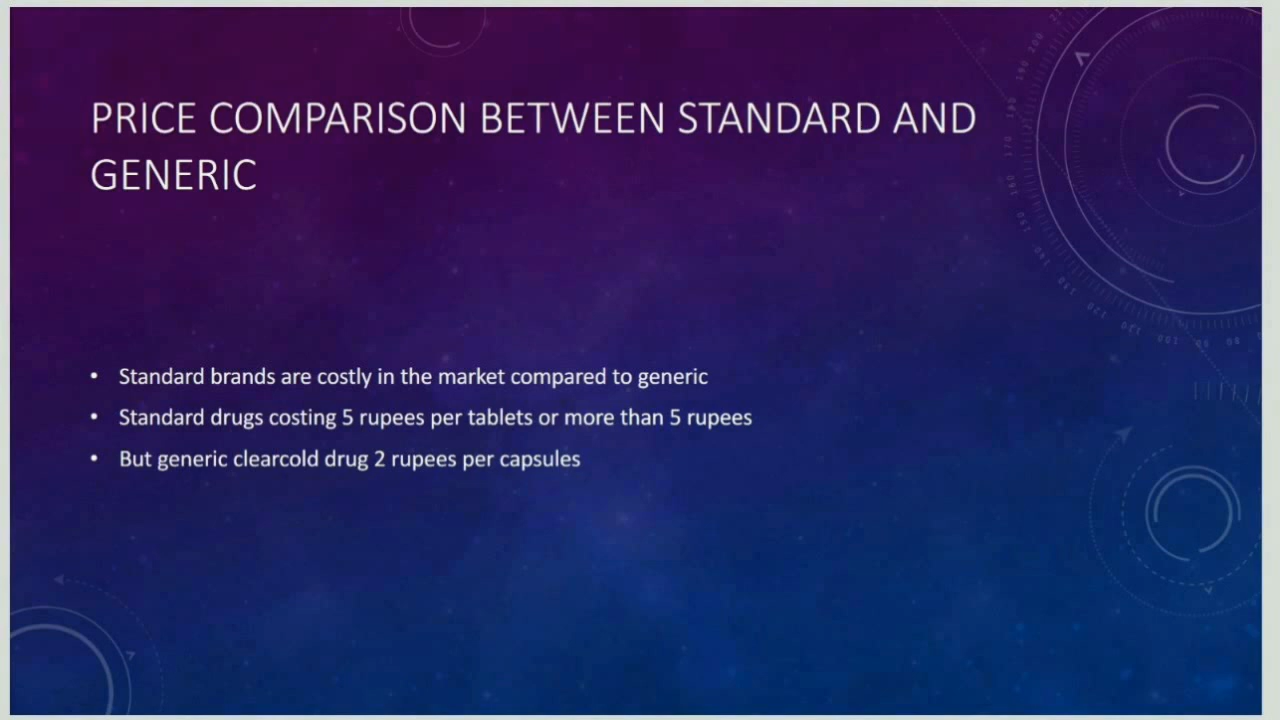 PRICE COMPARISON BETWEEN STANDARD AND
GENERIC
• Standard brands are costly in the market compared to generic
• Standard drugs costing 5 rupees per tablets or more than 5 rupees
• But generic clearcold drug 2 rupees per capsules